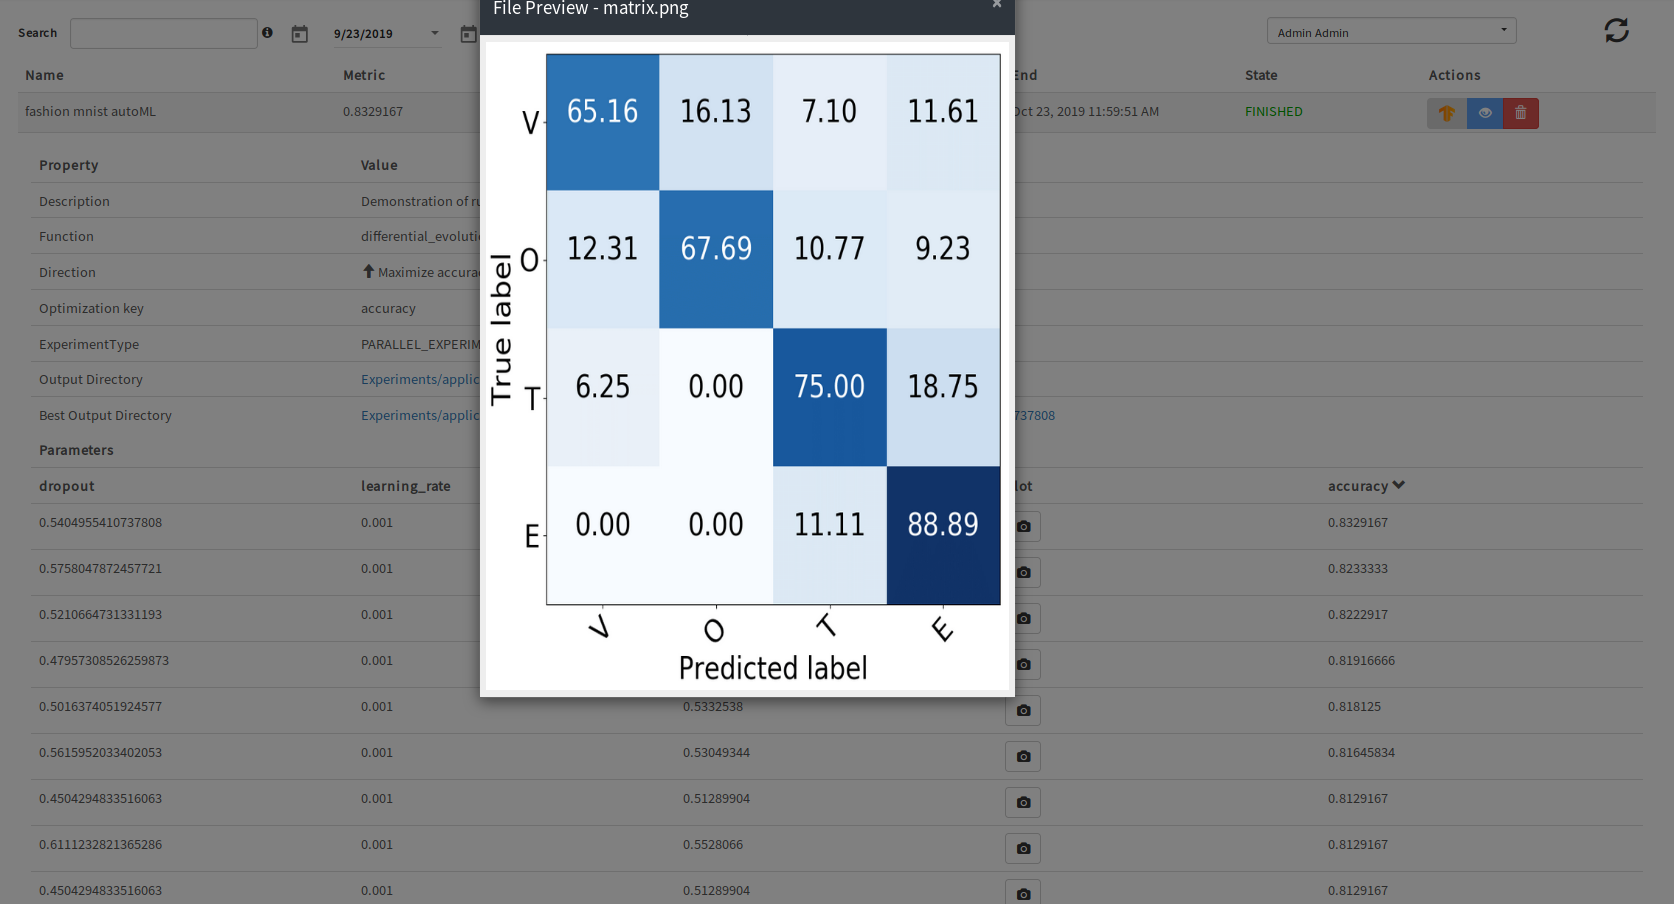 File Preview - matrix.png
×
Search
9/23/2019
Admin Admin
Name Metric End State Actions
fashion mnist autoML 0.8329167 Oct 23, 2019 11:59:51 AM FINISHED
Property Value
Description Demonstration of ru
Function differential_evoluti
Direction Maximize accura
Optimization key accuracy
ExperimentType PARALLEL_EXPERIM
Output Directory Experiments/applic
Best Output Directory Experiments/applic 737808
Parameters
dropout learning_rate lot accuracy
0.5404955410737808 0.001 0.8329167
0.5758047872457721 0.001 0.8233333
0.5210664731331193 0.001 0.8222917
0.47957308526259873 0.001 0.81916666
0.5016374051924577 0.001 0.5332538 0.818125
0.5615952033402053 0.001 0.53049344 0.81645834
0.4504294833516063 0.001 0.51289904 0.8129167
0.6111232821365286 0.001 0.5528066 0.8129167
0.4504294833516063 0.001 0.51289904 0.8129167
True label
V 65.16 16.13 7.10 11.61
O 12.31 67.69 10.77 9.23
T 6.25 0.00 75.00 18.75
E 0.00 0.00 11.11 88.89
V O T E
Predicted label